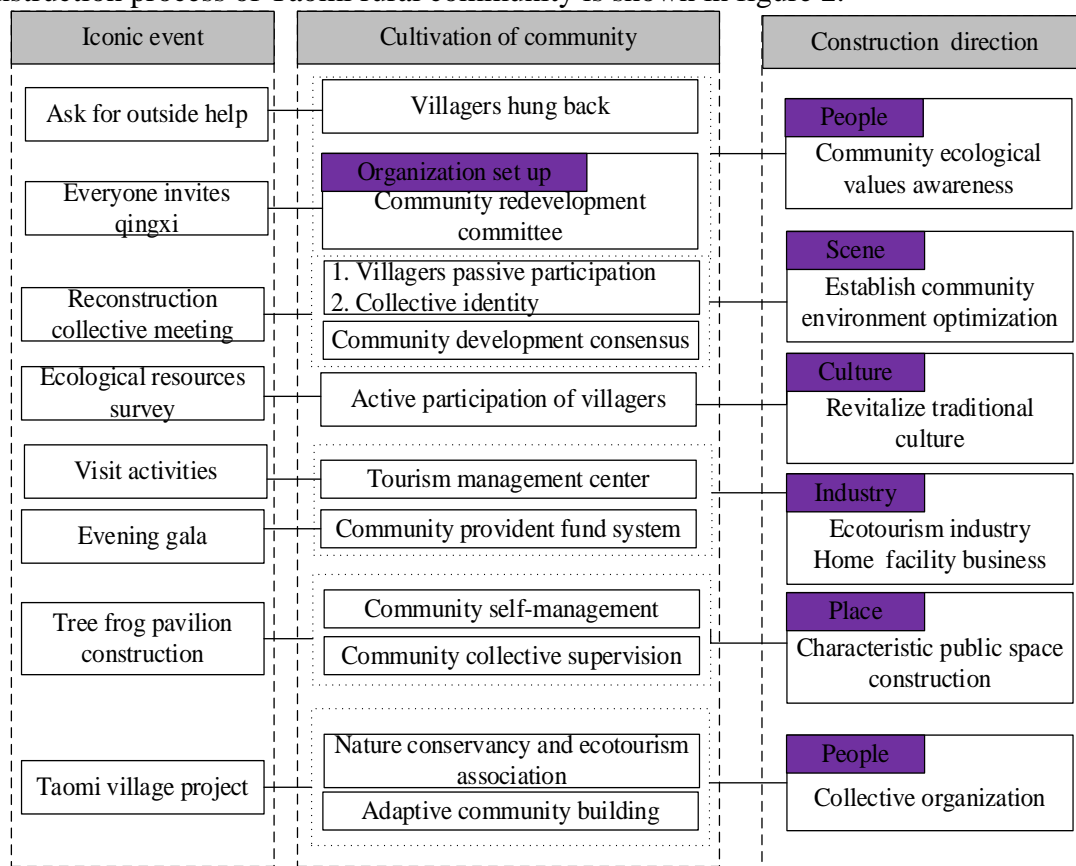 nstruction process of Taomi rural community is shown in figure 2.
Iconic event
Cultivation of community
Construction direction
Ask for outside help
Villagers hung back
People
Community ecological
values awareness
Everyone invites
qingxi
Organization set up
Community redevelopment
committee
Scene
Establish community
environment optimization
Reconstruction
collective meeting
1. Villagers passive participation
2. Collective identity
Community development consensus
Ecological resources
survey
Active participation of villagers
Culture
Revitalize traditional
culture
Visit activities
Tourism management center
Industry
Ecotourism industry
Home facility business
Evening gala
Community provident fund system
Tree frog pavilion
construction
Community self-management
Community collective supervision
Place
Characteristic public space
construction
Taomi village project
Nature conservancy and ecotourism
association
Adaptive community building
People
Collective organization